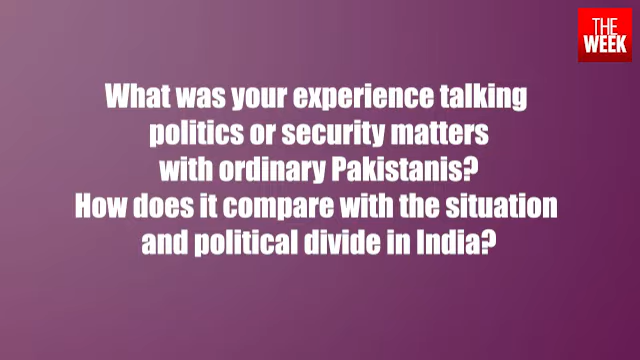 THE
WEEK
What was your experience talking
politics or security matters
with ordinary Pakistanis?
How does it compare with the situation
and political divide in India?